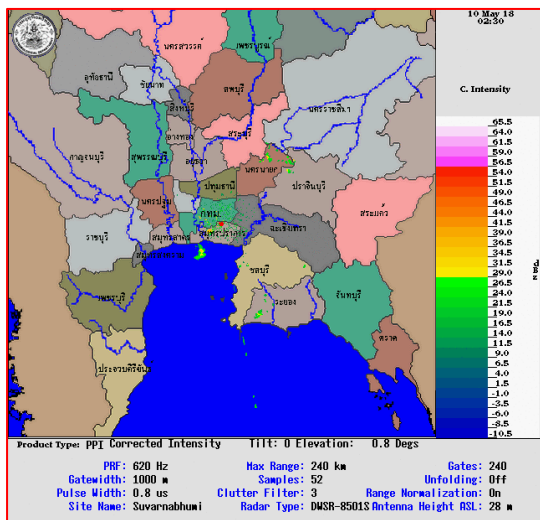 10 May 18
02:30
C. Intensity
นครสวรรค์
เพชรบูรณ์
อุทัยธานี
ชัยนาท
สิงห์บุรี
ลพบุรี
นครราชสีมา
อ่างทอง
สระบุรี
กาญจนบุรี
สุพรรณบุรี
อยุธยา
นครนายก
ปราจีนบุรี
ปทุมธานี
นครปฐม
กทม.
สระแก้ว
ราชบุรี
สมุทรสาคร
สมุทรปราการ
ฉะเชิงเทรา
สมุทรสงคราม
ชลบุรี
เพชรบุรี
ระยอง
จันทบุรี
ตราด
ประจวบคีรีขันธ์
65.5
64.0
61.5
59.0
56.5
54.0
51.5
49.0
46.5
44.0
41.5
39.0
36.5
34.0
31.5
29.0
26.5
24.0
21.5
19.0
16.5
14.0
11.5
9.0
6.5
4.0
1.5
-1.0
-3.5
-6.0
-8.5
-10.5
Product Type: PPI Corrected Intensity Tilt: 0 Elevation: 0.8 Degs
PRF: 620 Hz Max Range: 240 km Gates: 240
Gatewidth: 1000 m Samples: 52 Unfolding: Off
Pulse Width: 0.8 us Clutter Filter: 3 Range Normalization: On
Site Name: Suvarnabhumi Radar Type: DWSR-8501S Antenna Height ASL: 28 m